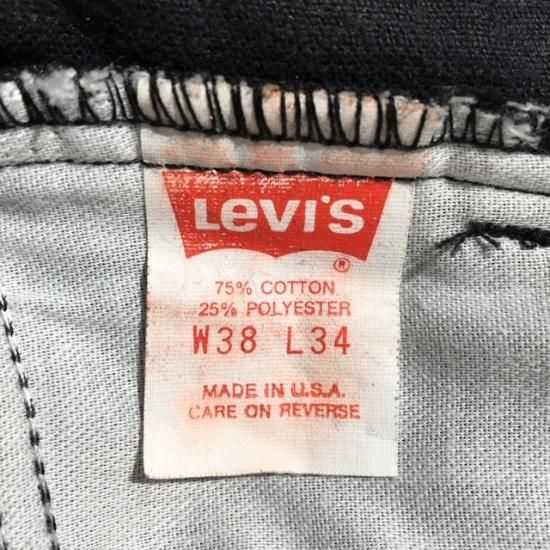 Levi's
®
75% COTTON
25% POLYESTER
W38 L34
MADE IN U.S.A.
CARE ON REVERSE